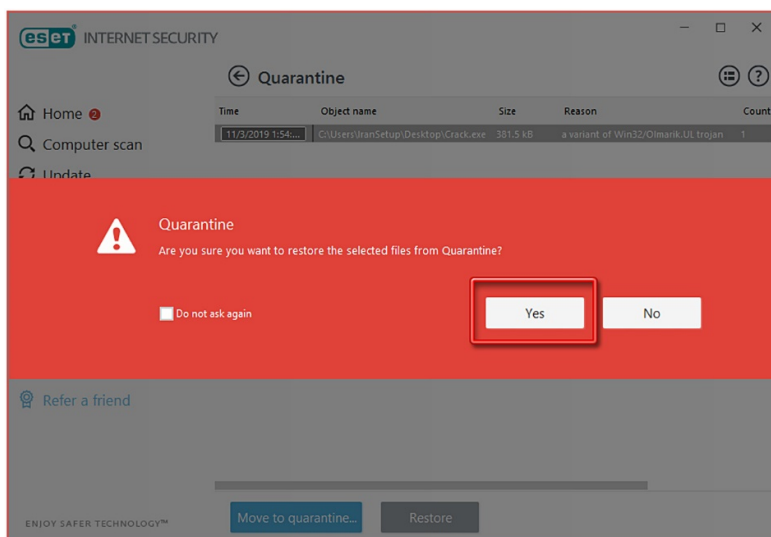 eset INTERNET SECURITY
Quarantine
Home 2
Computer scan
Update
Time Object name Size Reason Count
11/3/2019 1:54:... C:\Users\IranSetup\Desktop\Crack.exe 381.5 kB a variant of Win32/Olmarik.UL trojan 1
Quarantine
Are you sure you want to restore the selected files from Quarantine?
Do not ask again
Yes
No
Refer a friend
ENJOY SAFER TECHNOLOGY™
Move to quarantine...
Restore